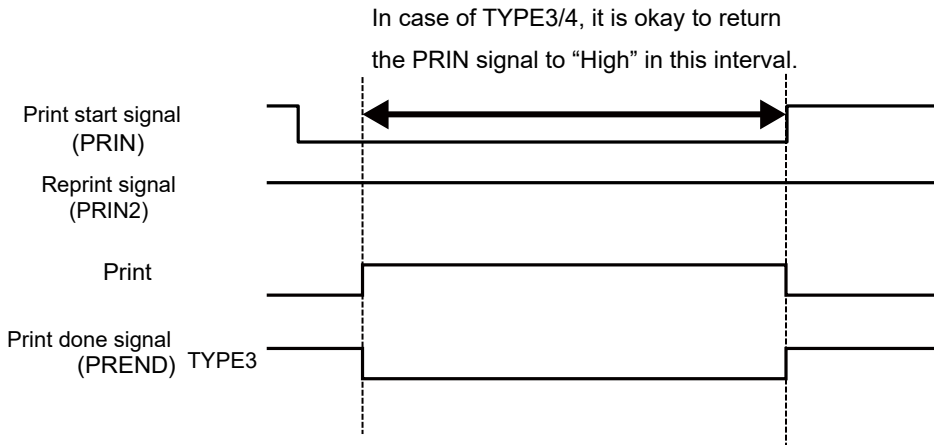 In case of TYPE3/4, it is okay to return
the PRIN signal to “High” in this interval.
Print start signal
(PRIN)
Reprint signal
(PRIN2)
Print
Print done signal
(PREND) TYPE3